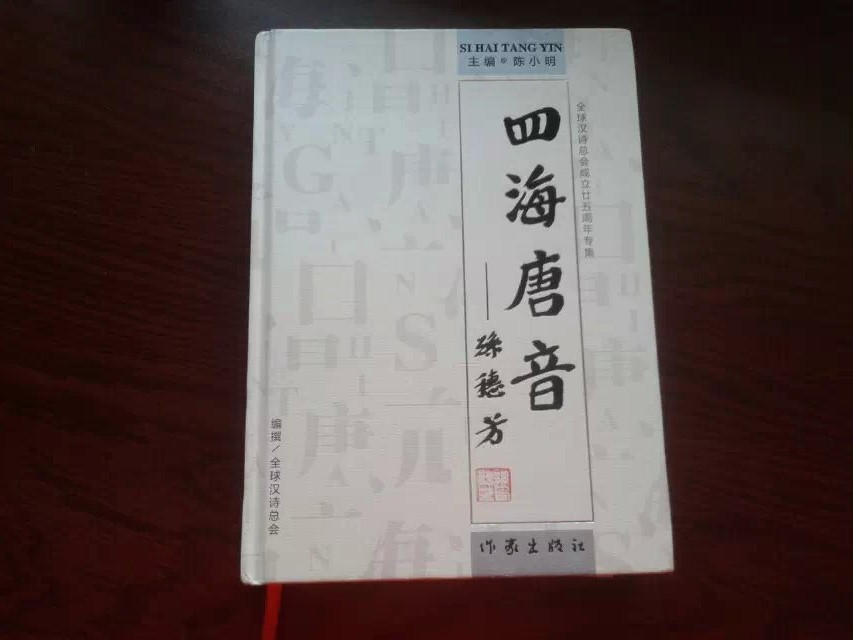 SI HAI TANG YIN
主编·陈小明
全球汉诗总会成立廿五周年专集
四海唐音
——孙穗芳
编撰/全球汉诗总会
作家出版社